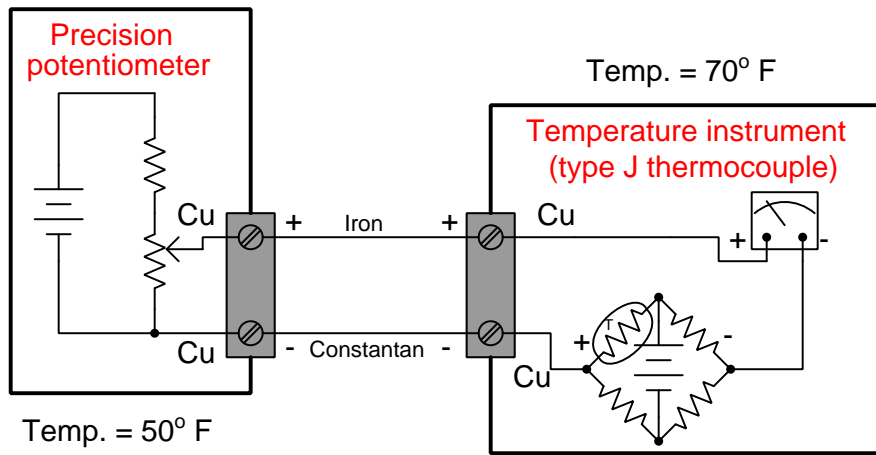 Precision
potentiometer
Temp. = 70° F
Temperature instrument
(type J thermocouple)
Cu
+
Iron
+
Cu
+
-
T
+
-
Cu
-
Constantan
-
Cu
Temp. = 50° F